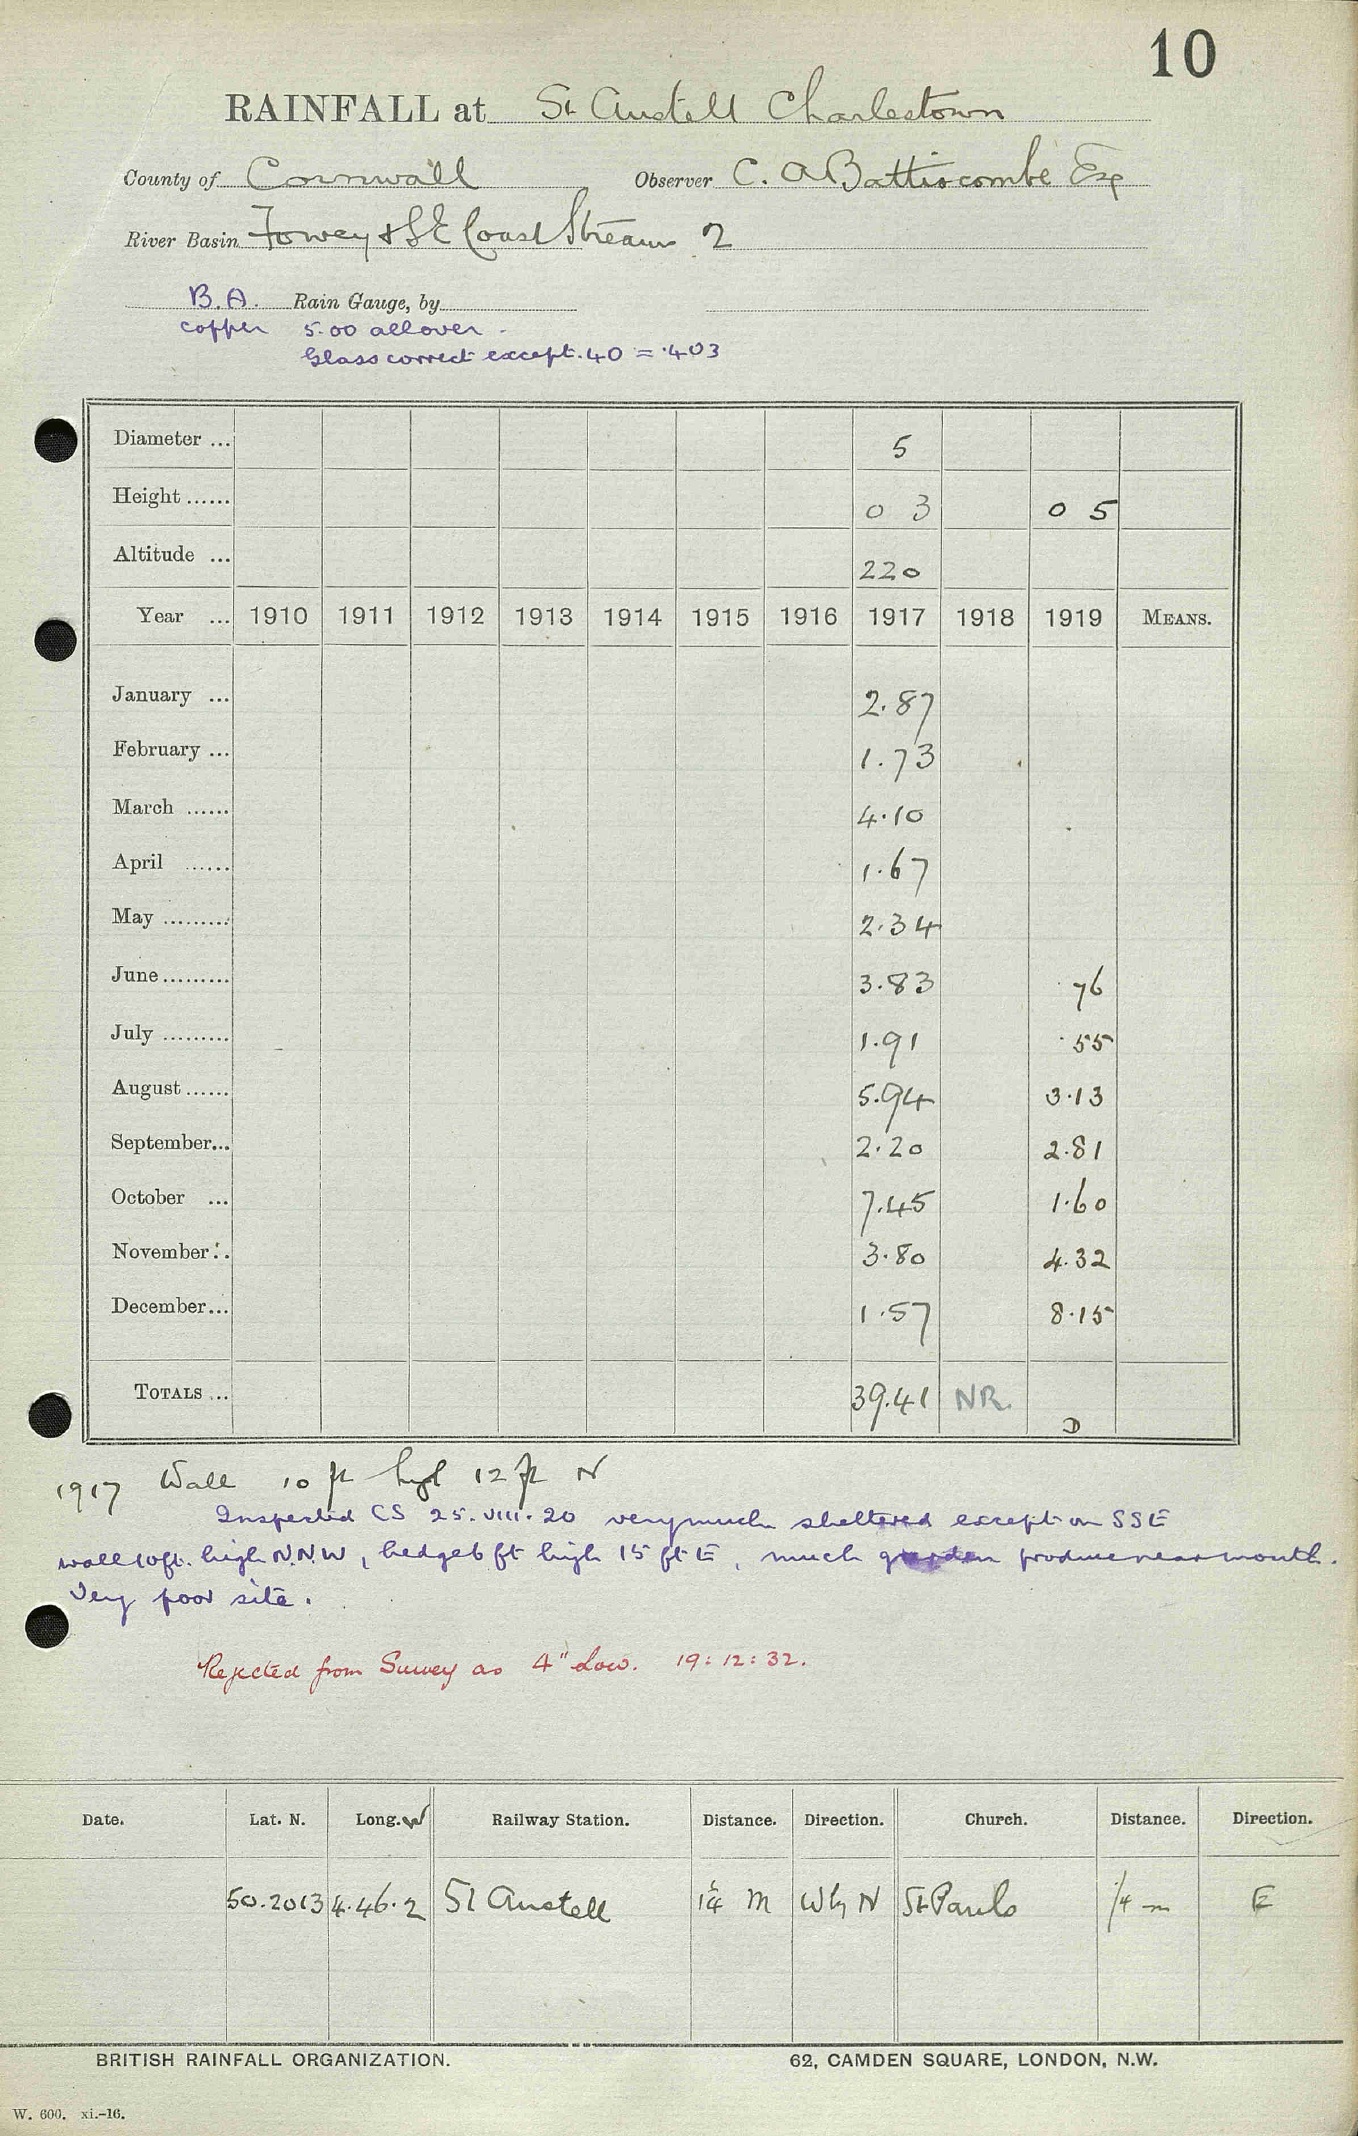 10
RAINFALL at St Austell Charlestown
County of Cornwall Observer C. A Battiscombe Esq
River Basin Fowey & S E Coast Streams 2
B.A. Rain Gauge, by
copper 5.00 all over.
Glass correct except .40 = .403
Diameter ... 5
Height ...... 0 3 0 5
Altitude ... 220
Year ... 1910 1911 1912 1913 1914 1915 1916 1917 1918 1919 MEANS.
January ... 2.87
February ... 1.73
March ...... 4.10
April ...... 1.67
May ......... 2.34
June ......... 3.83 .76
July ......... 1.91 .55
August ...... 5.94 3.13
September... 2.20 2.81
October ... 7.45 1.60
November... 3.80 4.32
December... 1.57 8.15
TOTALS ... 39.41 NR. D
1917 Wall 10 ft high 12 ft N
Inspected CS 25.VIII.20 very much sheltered except on SSE
wall 10ft. high N.N.W, hedge 6 ft high 15 ft E, much garden produce near mouth.
Very poor site.
Rejected from Survey as 4" Low. 19:12:32.
Date. Lat. N. Long. W Railway Station. Distance. Direction. Church. Distance. Direction.
50.20 13 4.46.2 St Austell 1¼ m W by N St Pauls ¼ m E
BRITISH RAINFALL ORGANIZATION. 62, CAMDEN SQUARE, LONDON, N.W.
W. 600. xi.-16.